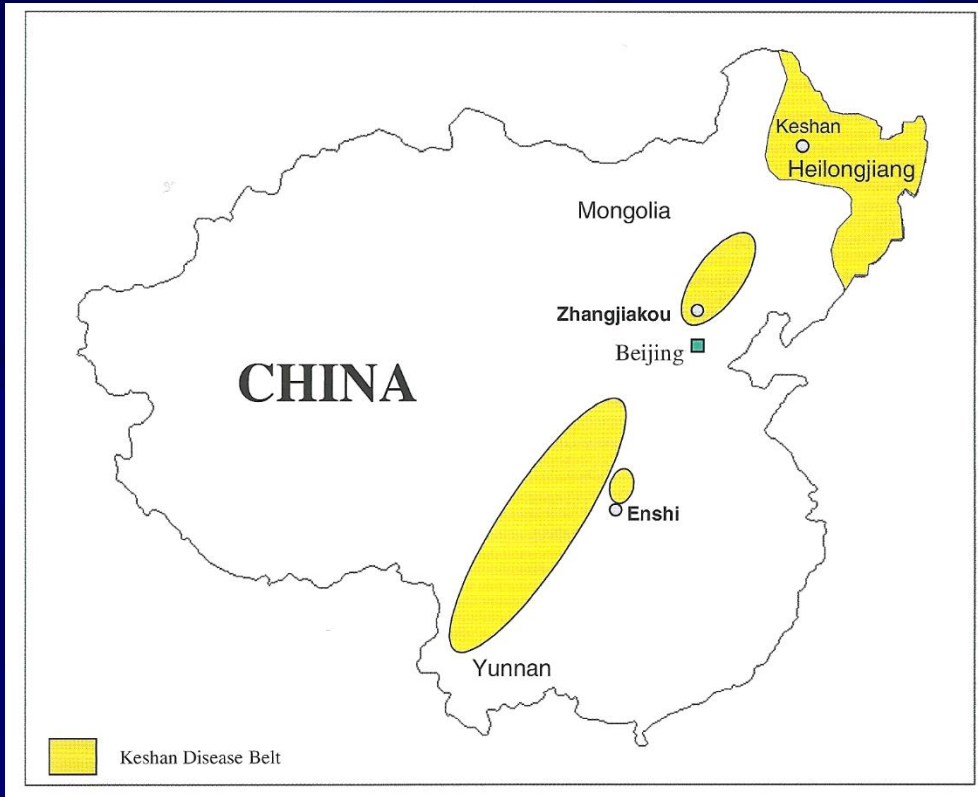 Keshan
Heilongjiang
Mongolia
Zhangjiakou
Beijing
CHINA
Enshi
Yunnan
Keshan Disease Belt